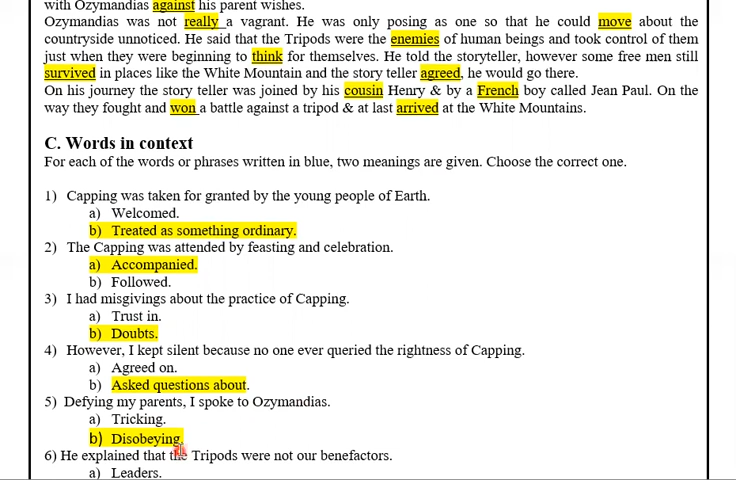 with Ozymandias against his parent wishes.
Ozymandias was not really a vagrant. He was only posing as one so that he could move about the
countryside unnoticed. He said that the Tripods were the enemies of human beings and took control of them
just when they were beginning to think for themselves. He told the storyteller, however some free men still
survived in places like the White Mountain and the story teller agreed, he would go there.
On his journey the story teller was joined by his cousin Henry & by a French boy called Jean Paul. On the
way they fought and won a battle against a tripod & at last arrived at the White Mountains.
C. Words in context
For each of the words or phrases written in blue, two meanings are given. Choose the correct one.
1) Capping was taken for granted by the young people of Earth.
a) Welcomed.
b) Treated as something ordinary.
2) The Capping was attended by feasting and celebration.
a) Accompanied.
b) Followed.
3) I had misgivings about the practice of Capping.
a) Trust in.
b) Doubts.
4) However, I kept silent because no one ever queried the rightness of Capping.
a) Agreed on.
b) Asked questions about.
5) Defying my parents, I spoke to Ozymandias.
a) Tricking.
b) Disobeying.
6) He explained that the Tripods were not our benefactors.
a) Leaders.